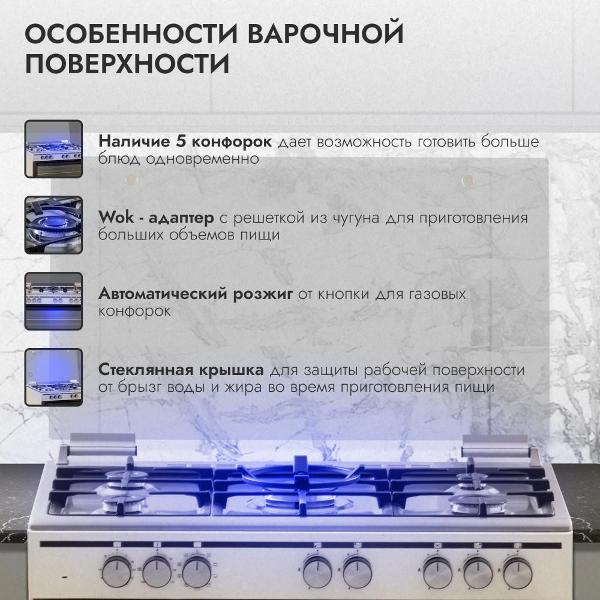 ОСОБЕННОСТИ ВАРОЧНОЙ
ПОВЕРХНОСТИ
Наличие 5 конфорок дает возможность готовить больше
блюд одновременно
Wok - адаптер с решеткой из чугуна для приготовления
больших объемов пищи
Автоматический розжиг от кнопки для газовых
конфорок
Стеклянная крышка для защиты рабочей поверхности
от брызг воды и жира во время приготовления пищи